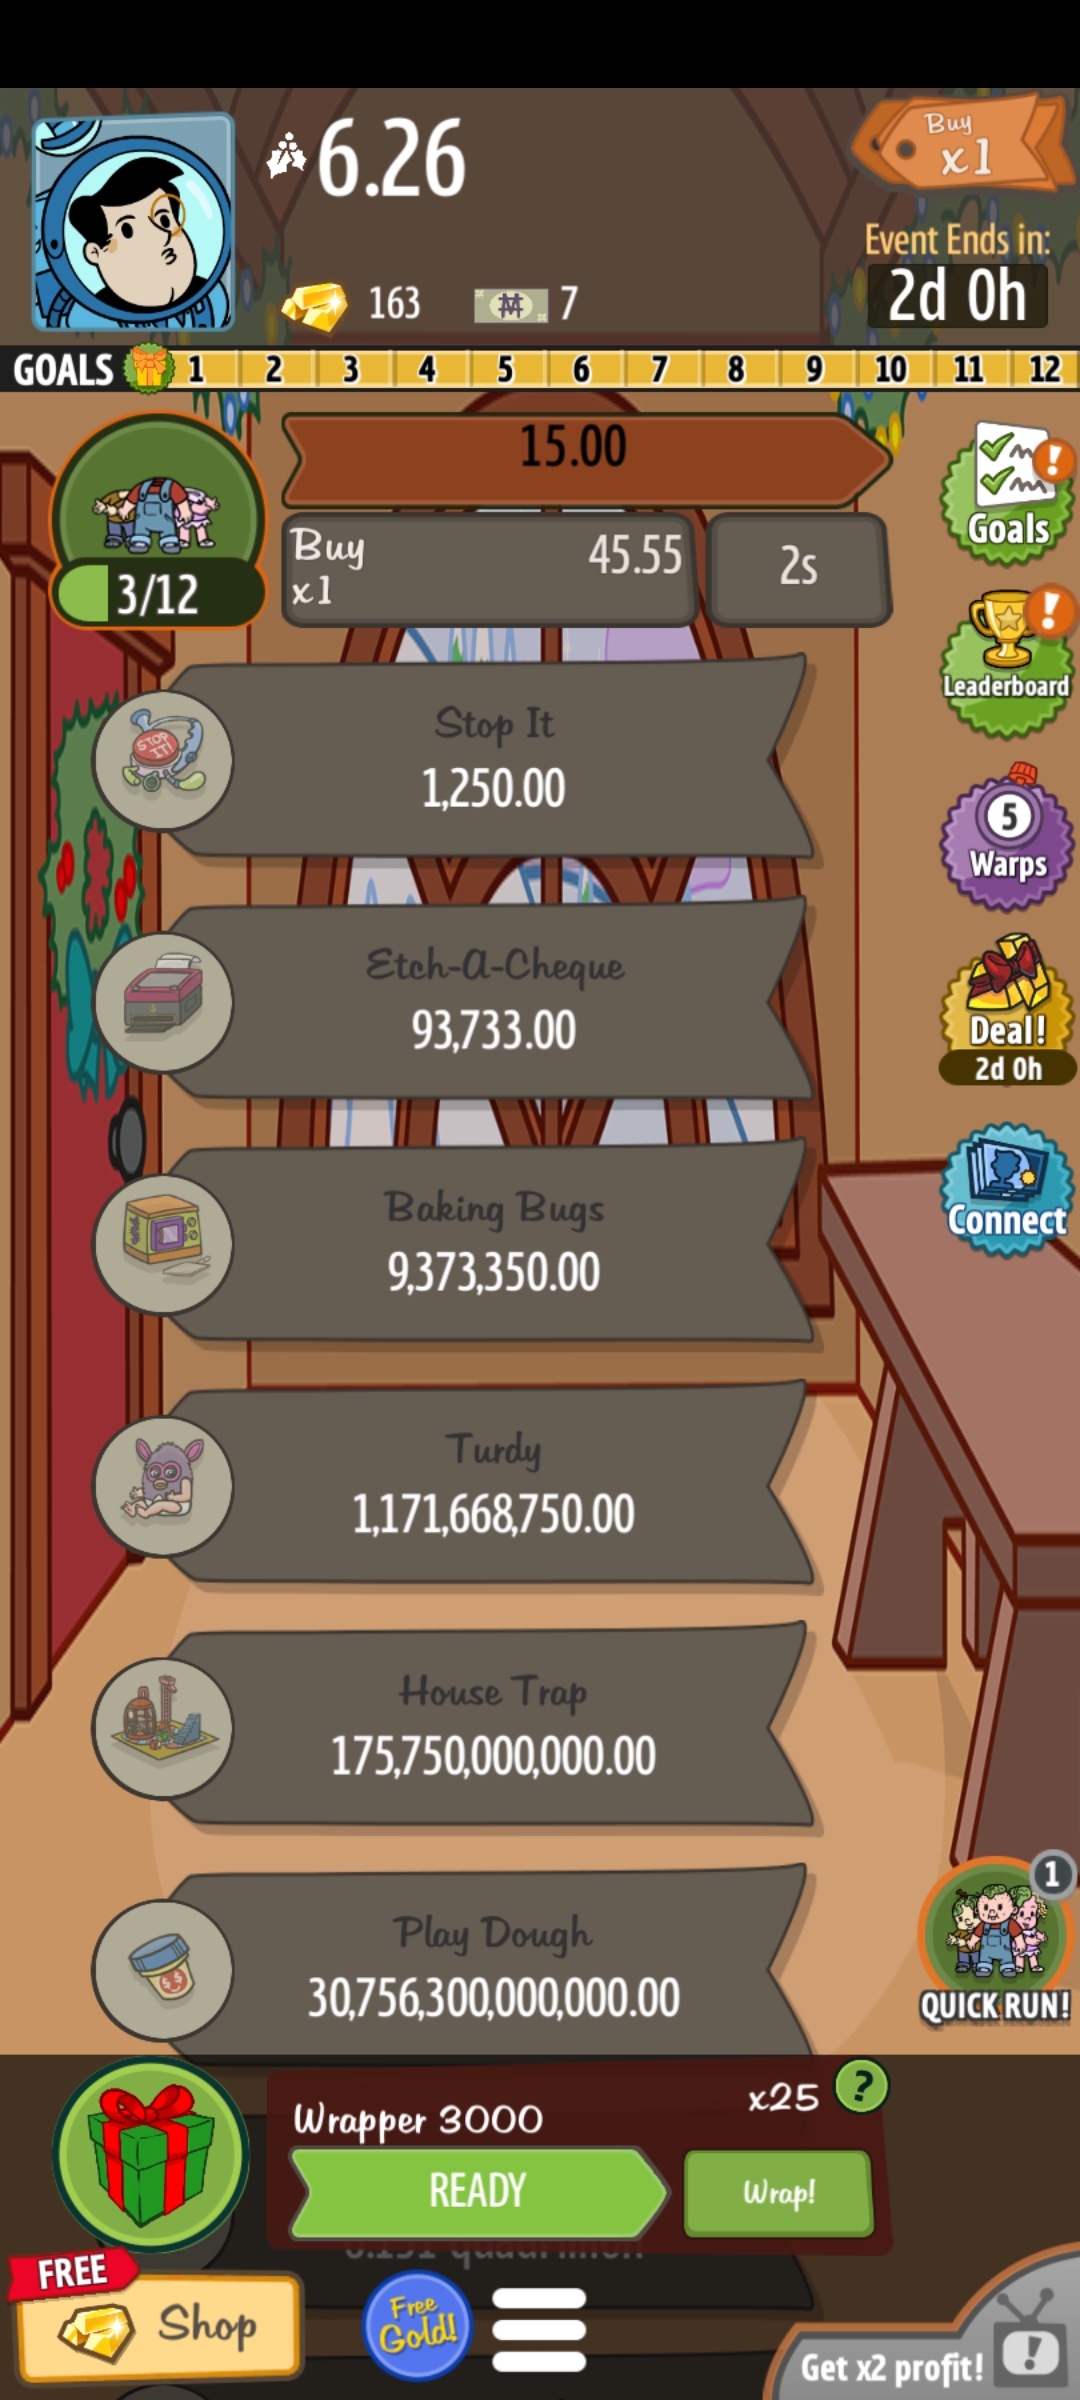 6.26
Buy
x1
163
7
Event Ends in:
2d 0h
GOALS 1 2 3 4 5 6 7 8 9 10 11 12
15.00
Buy
x1
45.55
2s
3/12
Goals
Leaderboard
STOP
IT!
Stop It
1,250.00
5
Warps
Etch-A-Cheque
93,733.00
Deal!
2d 0h
Baking Bugs
9,373,350.00
Connect
Turdy
1,171,668,750.00
House Trap
175,750,000,000.00
1
QUICK RUN!
Play Dough
30,756,300,000,000.00
Wrapper 3000
x25
?
READY
Wrap!
FREE
Shop
Free
Gold!
Get x2 profit!